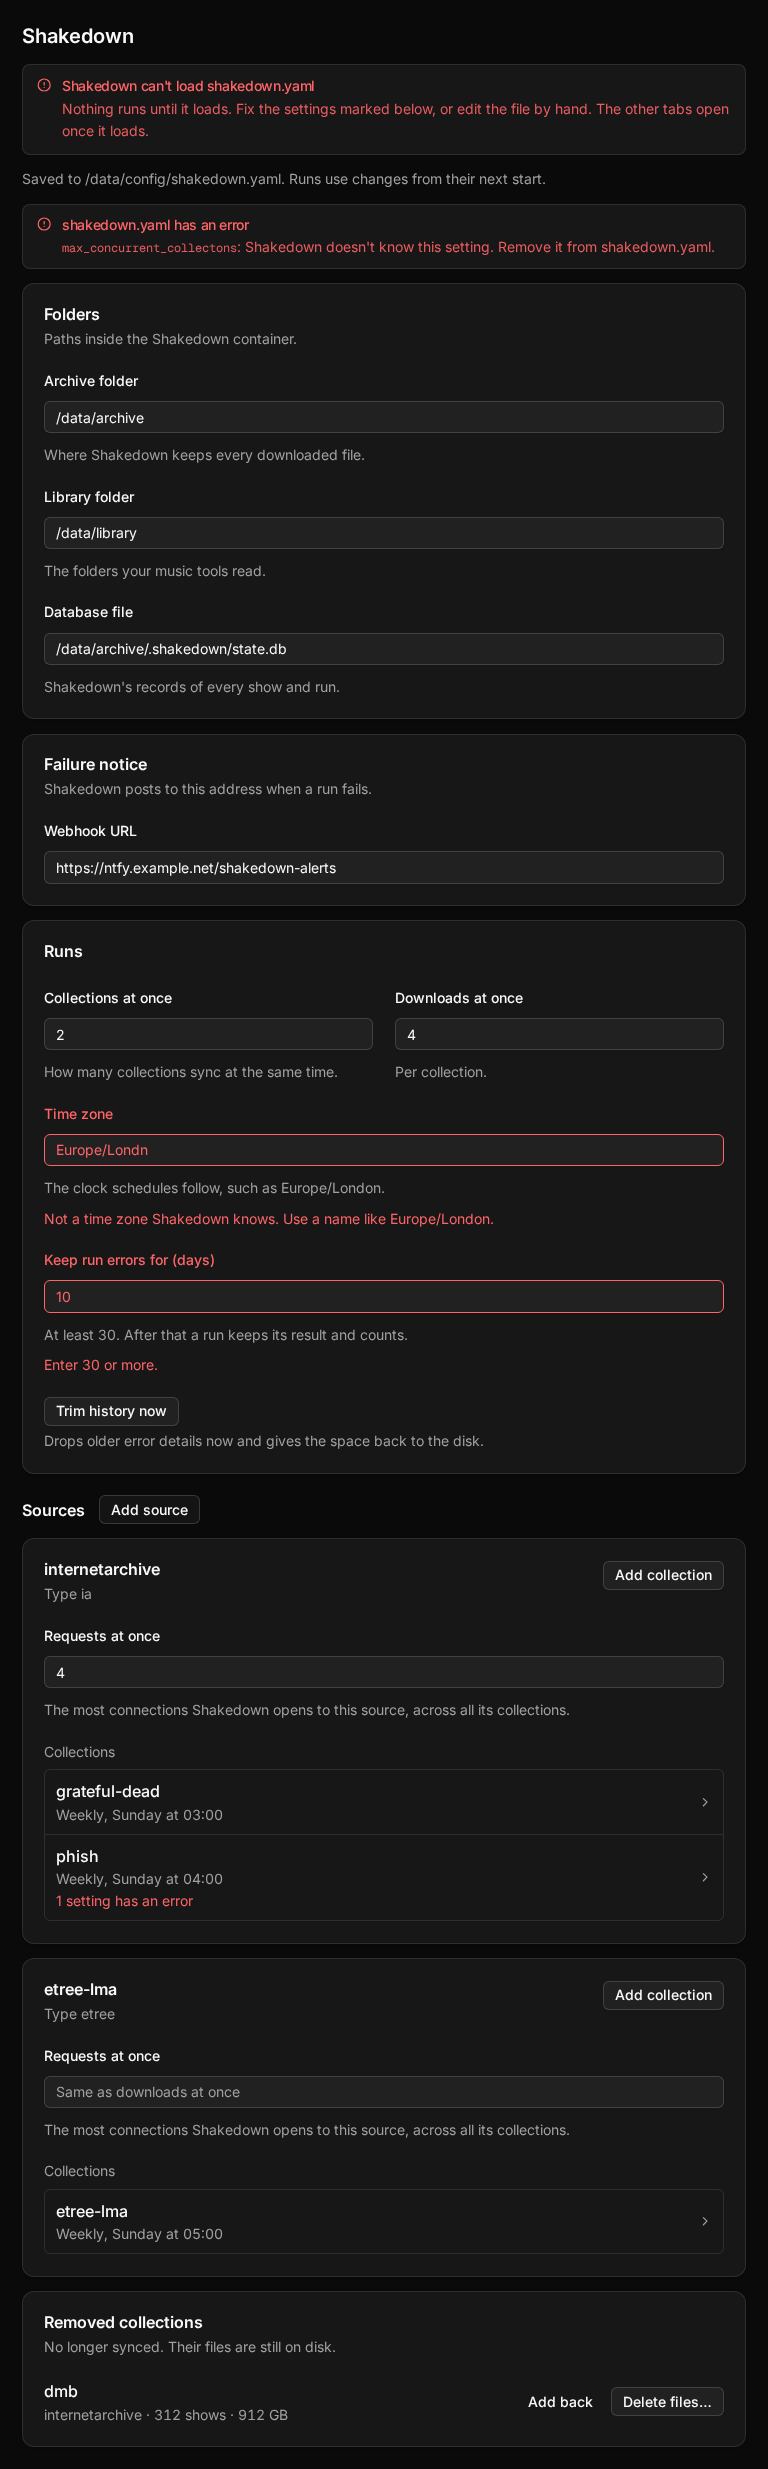 Shakedown
Shakedown can't load shakedown.yaml
Nothing runs until it loads. Fix the settings marked below, or edit the file by hand. The other tabs open
once it loads.
Saved to /data/config/shakedown.yaml. Runs use changes from their next start.
shakedown.yaml has an error
max_concurrent_collectons: Shakedown doesn't know this setting. Remove it from shakedown.yaml.
Folders
Paths inside the Shakedown container.
Archive folder
/data/archive
Where Shakedown keeps every downloaded file.
Library folder
/data/library
The folders your music tools read.
Database file
/data/archive/.shakedown/state.db
Shakedown's records of every show and run.
Failure notice
Shakedown posts to this address when a run fails.
Webhook URL
https://ntfy.example.net/shakedown-alerts
Runs
Collections at once
Downloads at once
2
4
How many collections sync at the same time.
Per collection.
Time zone
Europe/Londn
The clock schedules follow, such as Europe/London.
Not a time zone Shakedown knows. Use a name like Europe/London.
Keep run errors for (days)
10
At least 30. After that a run keeps its result and counts.
Enter 30 or more.
Trim history now
Drops older error details now and gives the space back to the disk.
Sources
Add source
internetarchive
Add collection
Type ia
Requests at once
4
The most connections Shakedown opens to this source, across all its collections.
Collections
grateful-dead
Weekly, Sunday at 03:00
phish
Weekly, Sunday at 04:00
1 setting has an error
etree-lma
Add collection
Type etree
Requests at once
Same as downloads at once
The most connections Shakedown opens to this source, across all its collections.
Collections
etree-lma
Weekly, Sunday at 05:00
Removed collections
No longer synced. Their files are still on disk.
dmb
internetarchive · 312 shows · 912 GB
Add back
Delete files...